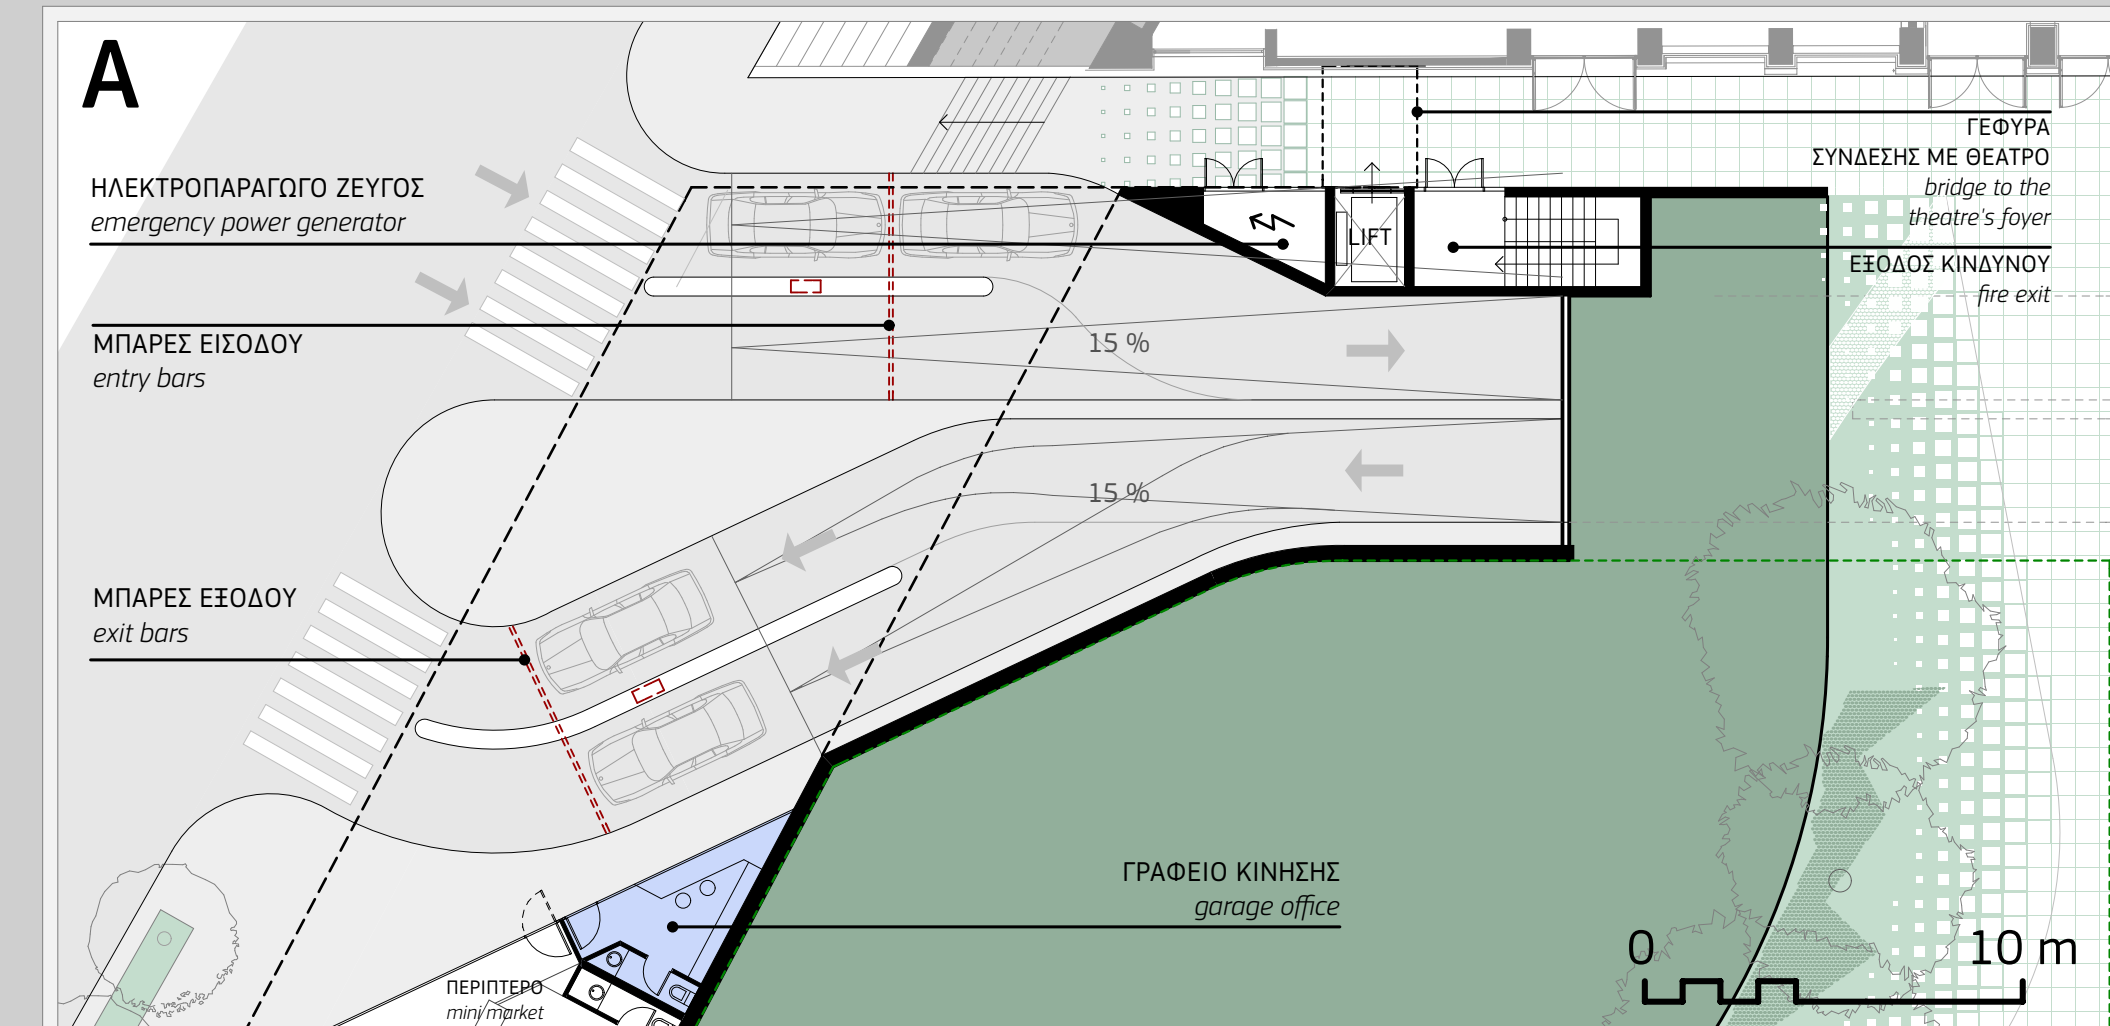 A
ΓΕΦΥΡΑ
ΣΥΝΔΕΣΗΣ ΜΕ ΘΕΑΤΡΟ
bridge to the
theatre's foyer
ΗΛΕΚΤΡΟΠΑΡΑΓΩΓΟ ΖΕΥΓΟΣ
emergency power generator
LIFT
ΕΞΟΔΟΣ ΚΙΝΔΥΝΟΥ
fire exit
ΜΠΑΡΕΣ ΕΙΣΟΔΟΥ
entry bars
15 %
15 %
ΜΠΑΡΕΣ ΕΞΟΔΟΥ
exit bars
ΓΡΑΦΕΙΟ ΚΙΝΗΣΗΣ
garage office
0 10 m
ΠΕΡΙΠΤΕΡΟ
mini market